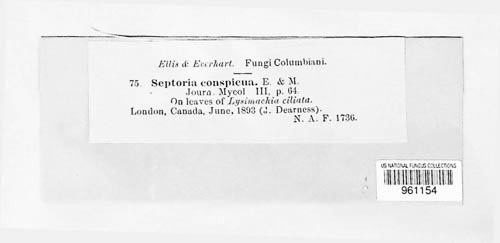 Ellis & Everhart. Fungi Columbiani.
75. Septoria conspicua. E. & M.
Journ. Mycol III, p. 64.
On leaves of Lysimachia ciliata.
London, Canada, June, 1893 (J. Dearness).
N. A. F. 1736.
US NATIONAL FUNGUS COLLECTIONS
961154